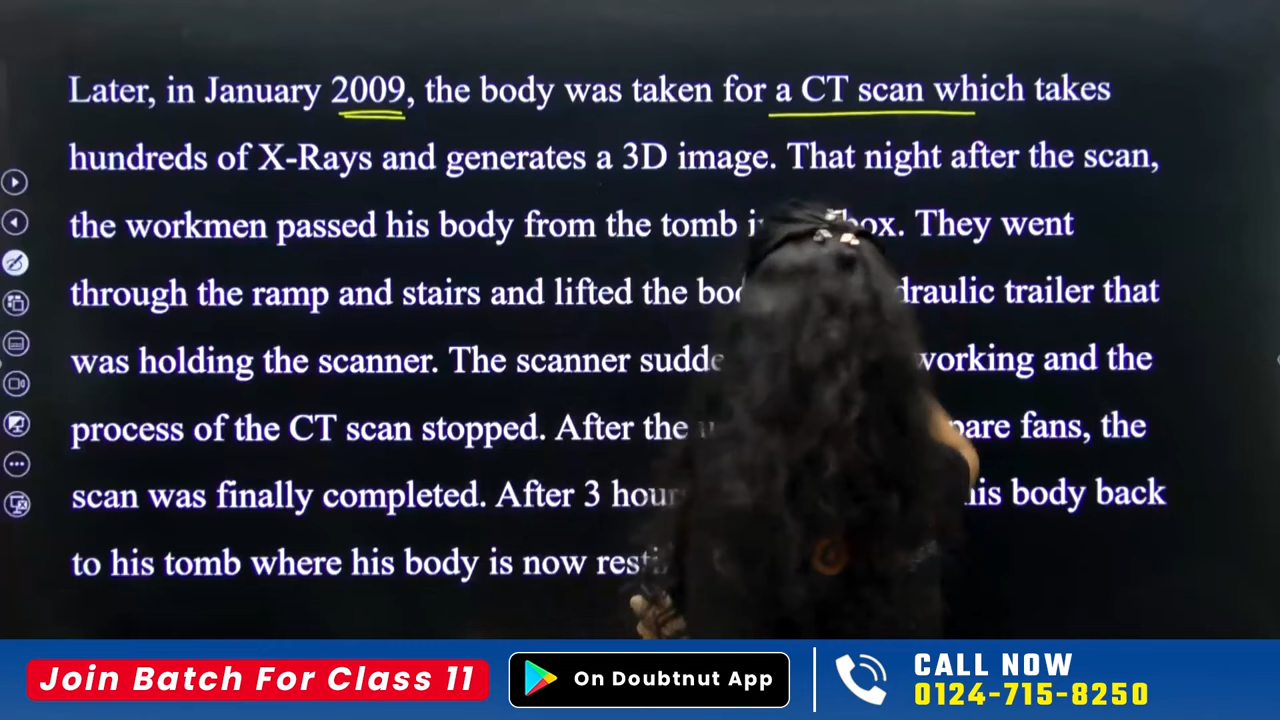 Later, in January 2009, the body was taken for a CT scan which takes
hundreds of X-Rays and generates a 3D image. That night after the scan,
the workmen passed his body from the tomb box. They went
through the ramp and stairs and lifted the trailer that
was holding the scanner. The scanner working and the
process of the CT scan stopped. After the fans, the
scan was finally completed. After 3 his body back
to his tomb where his body is now
Join Batch For Class 11
On Doubtnut App
CALL NOW
0124-715-8250